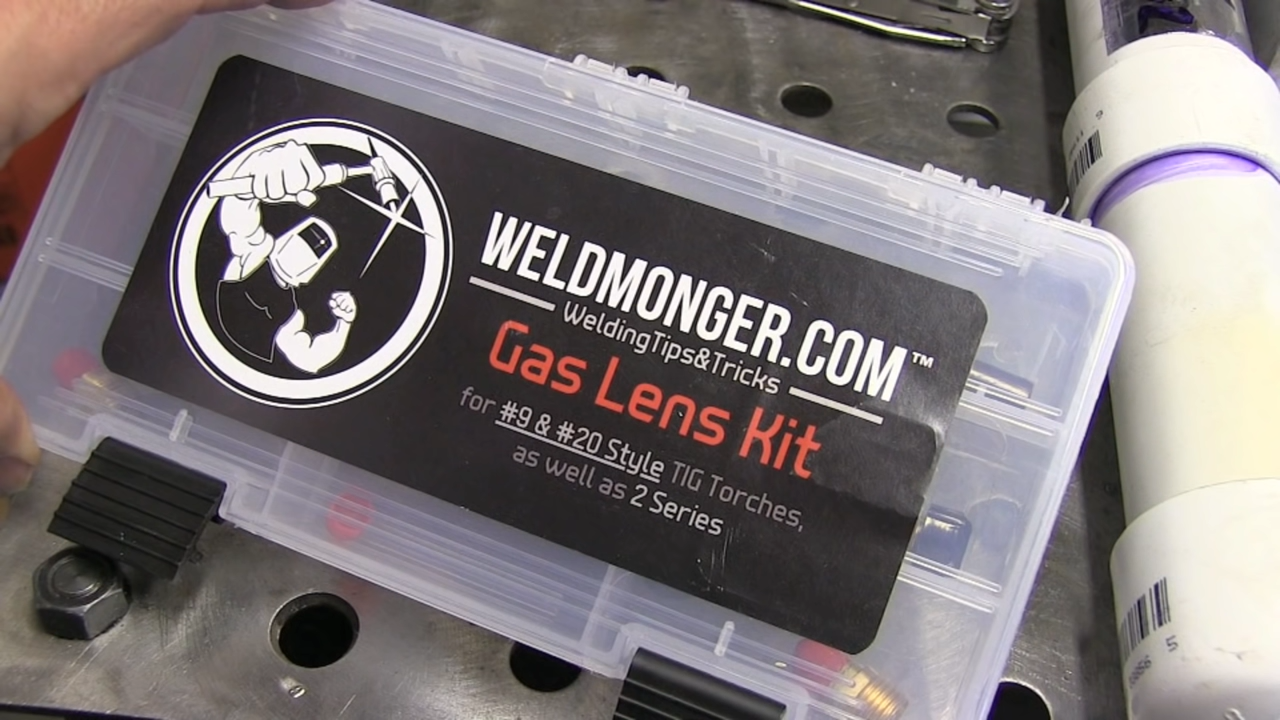 WELDMONGER.COM™
WeldingTips&Tricks
Gas Lens Kit
for #9 & #20 Style TIG Torches,
as well as 2 Series